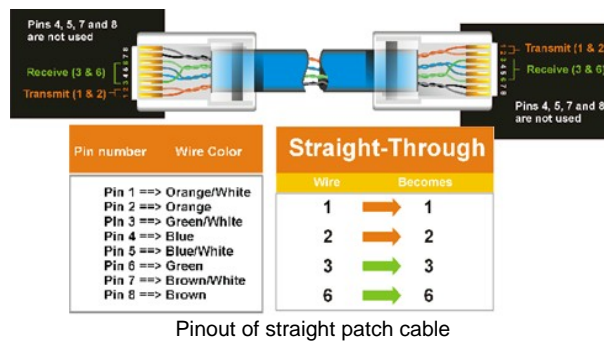 Pins 4, 5, 7 and 8
are not used
Receive (3 & 6)
Transmit (1 & 2)
Transmit (1 & 2)
Receive (3 & 6)
Pins 4, 5, 7 and 8
are not used
Pin number Wire Color
Pin 1 ==> Orange/White
Pin 2 ==> Orange
Pin 3 ==> Green/White
Pin 4 ==> Blue
Pin 5 ==> Blue/White
Pin 6 ==> Green
Pin 7 ==> Brown/White
Pin 8 ==> Brown
Straight-Through
Wire Becomes
1 1
2 2
3 3
6 6
Pinout of straight patch cable